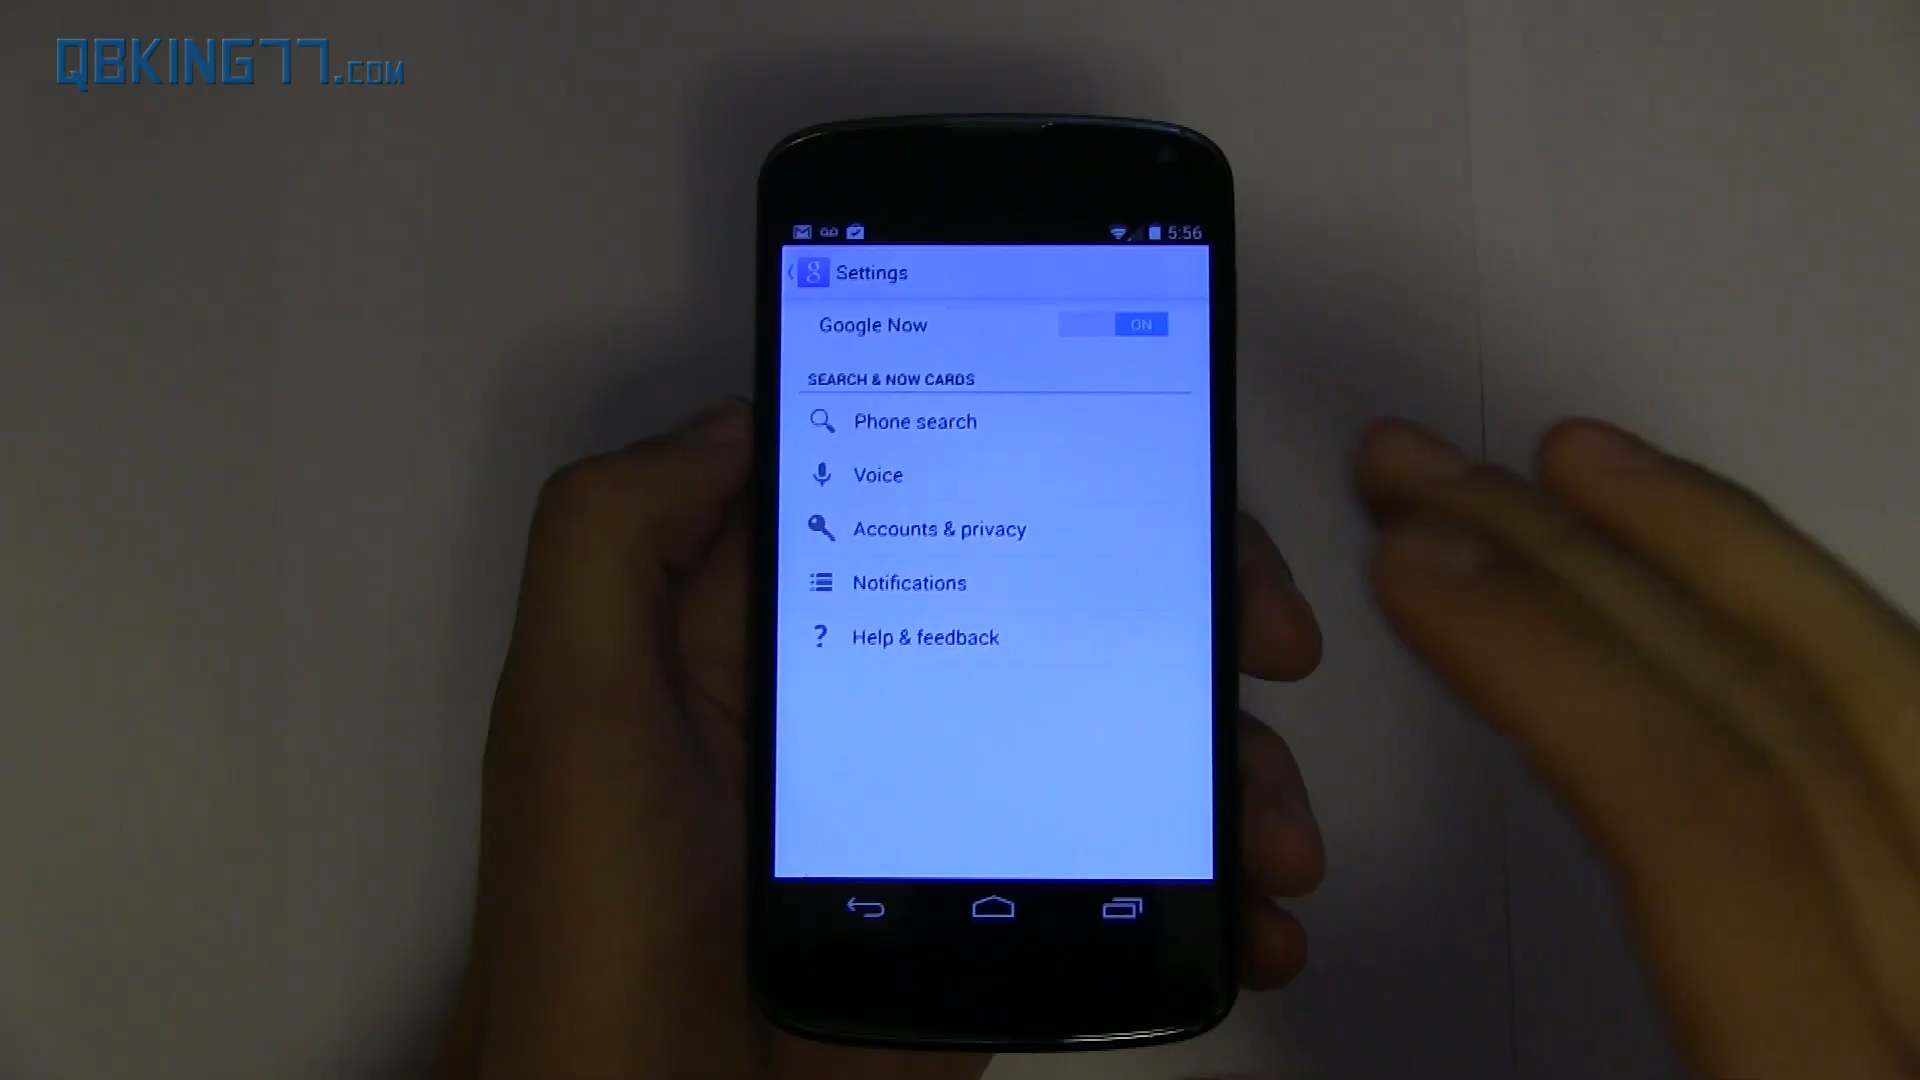 QBKING77.COM
5:56
g Settings
Google Now ON
SEARCH & NOW CARDS
Phone search
Voice
Accounts & privacy
Notifications
? Help & feedback